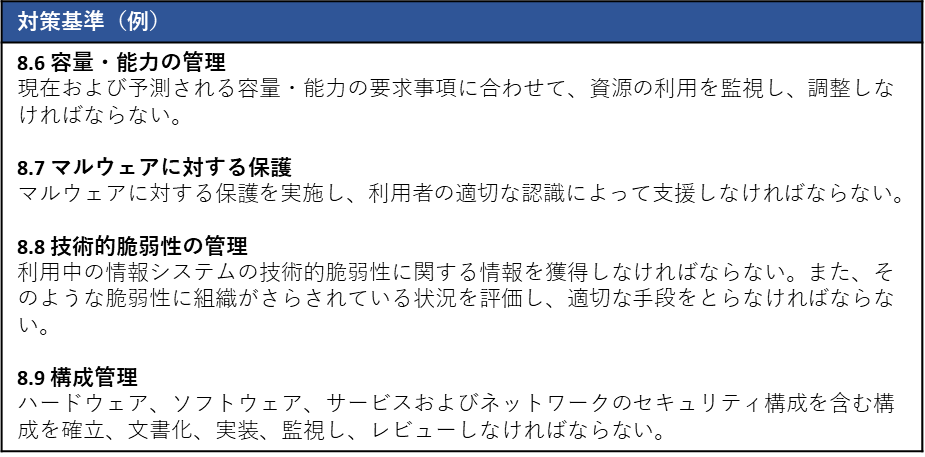 対策基準（例）
8.6 容量・能力の管理
現在および予測される容量・能力の要求事項に合わせて、資源の利用を監視し、調整しな
ければならない。
8.7 マルウェアに対する保護
マルウェアに対する保護を実施し、利用者の適切な認識によって支援しなければならない。
8.8 技術的脆弱性の管理
利用中の情報システムの技術的脆弱性に関する情報を獲得しなければならない。また、そ
のような脆弱性に組織がさらされている状況を評価し、適切な手段をとらなければならな
い。
8.9 構成管理
ハードウェア、ソフトウェア、サービスおよびネットワークのセキュリティ構成を含む構
成を確立、文書化、実装、監視し、レビューしなければならない。